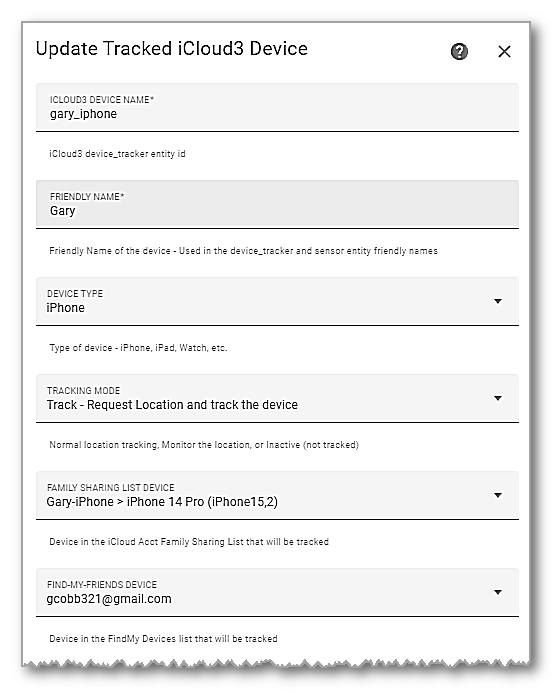 Update Tracked iCloud3 Device
ICLOUD3 DEVICE NAME*
gary_iphone
iCloud3 device_tracker entity id
FRIENDLY NAME*
Gary
Friendly Name of the device - Used in the device_tracker and sensor entity friendly names
DEVICE TYPE
iPhone
Type of device - iPhone, iPad, Watch, etc.
TRACKING MODE
Track - Request Location and track the device
Normal location tracking, Monitor the location, or Inactive (not tracked)
FAMILY SHARING LIST DEVICE
Gary-iPhone > iPhone 14 Pro (iPhone15,2)
Device in the iCloud Acct Family Sharing List that will be tracked
FIND-MY-FRIENDS DEVICE
gcobb321@gmail.com
Device in the FindMy Devices list that will be tracked